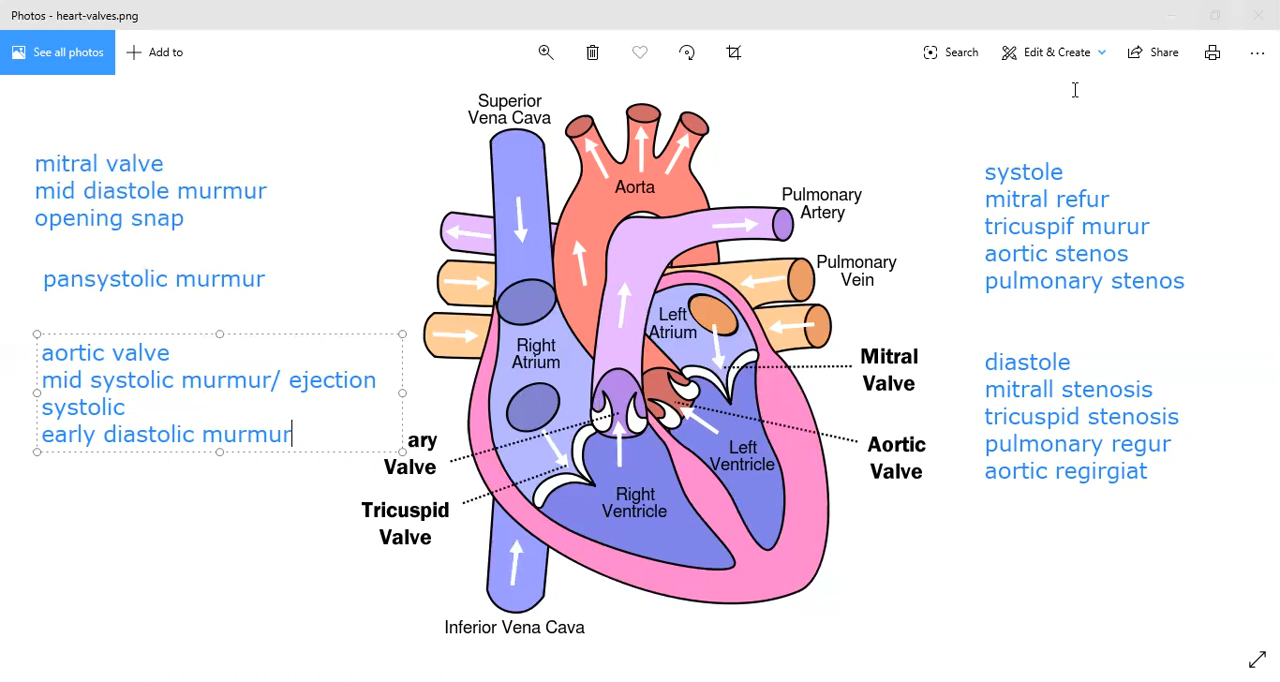 Photos - heart-valves.png
See all photos
Add to
Search
Edit & Create
Share
mitral valve
mid diastole murmur
opening snap
pansystolic murmur
aortic valve
mid systolic murmur/ ejection
systolic
early diastolic murmur
Superior
Vena Cava
Aorta
Pulmonary
Artery
Pulmonary
Vein
Left
Atrium
Right
Atrium
Mitral
Valve
Aortic
Valve
Left
Ventricle
Right
Ventricle
ary
Valve
Tricuspid
Valve
Inferior Vena Cava
systole
mitral refur
tricuspif murur
aortic stenos
pulmonary stenos
diastole
mitrall stenosis
tricuspid stenosis
pulmonary regur
aortic regirgiat